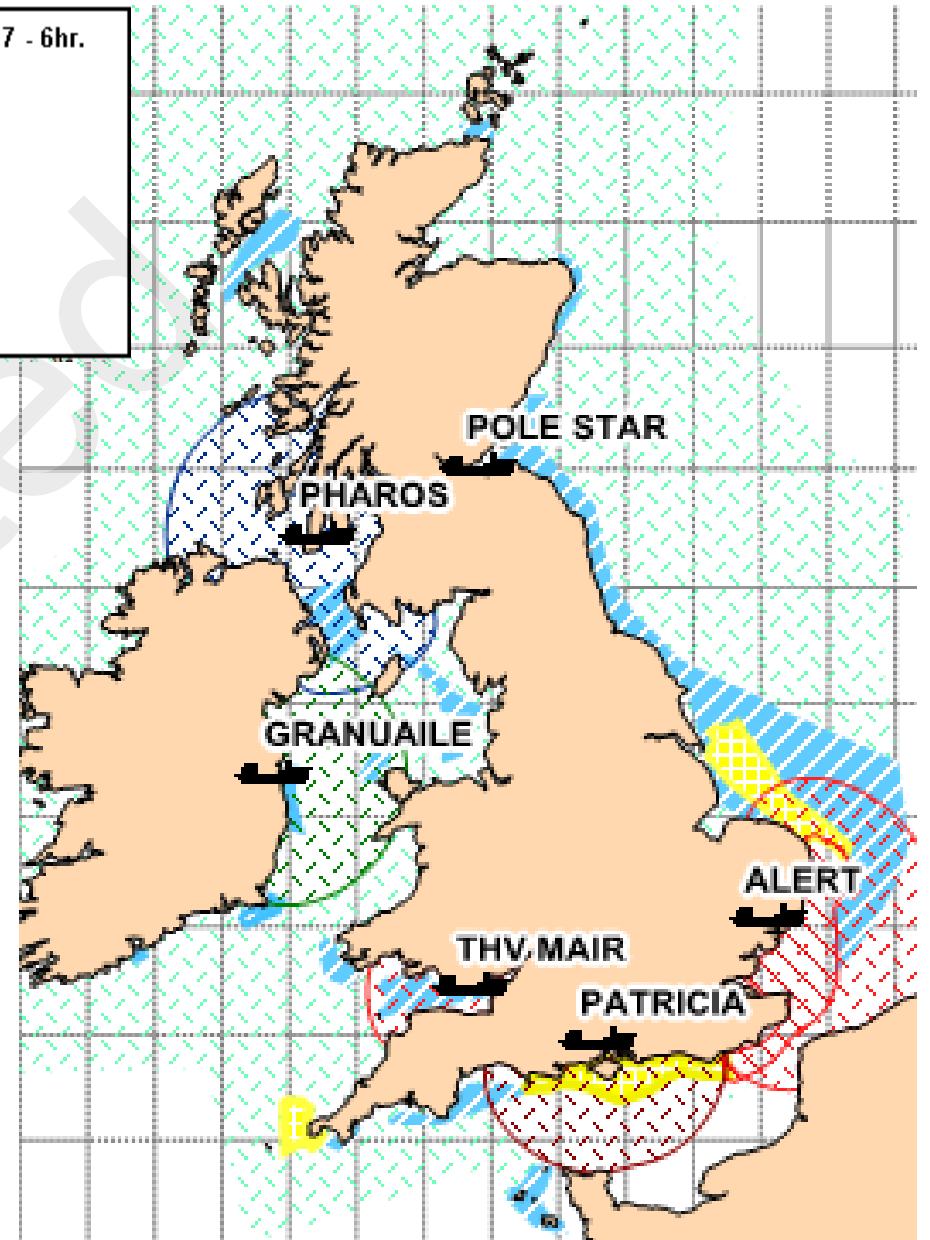 7 - 6hr.
POLE STAR
PHAROS
GRANUAILE
ALERT
THV MAIR
PATRICIA